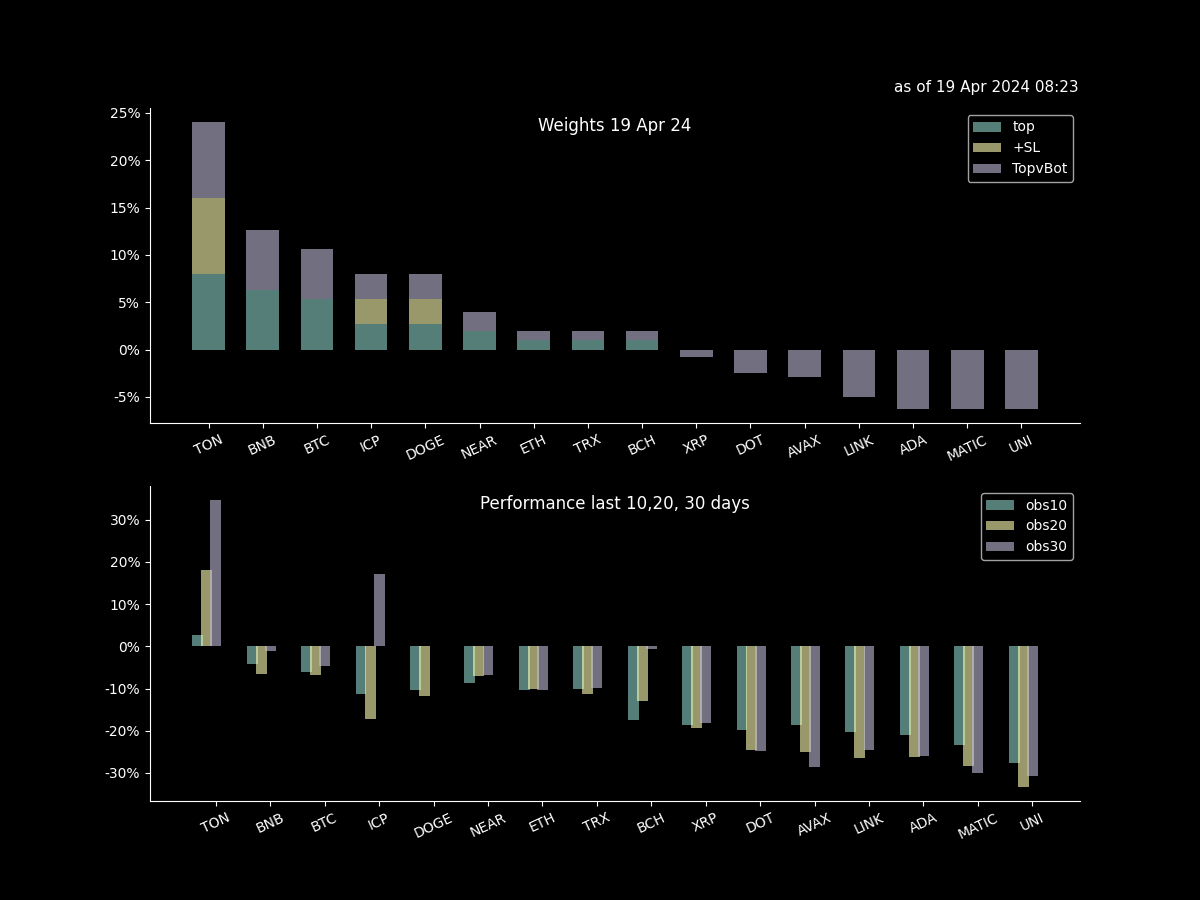 as of 19 Apr 2024 08:23
Weights 19 Apr 24
top
+SL
TopvBot
25%
20%
15%
10%
5%
0%
-5%
TON BNB BTC ICP DOGE NEAR ETH TRX BCH XRP DOT AVAX LINK ADA MATIC UNI
Performance last 10,20, 30 days
obs10
obs20
obs30
30%
20%
10%
0%
-10%
-20%
-30%
TON BNB BTC ICP DOGE NEAR ETH TRX BCH XRP DOT AVAX LINK ADA MATIC UNI